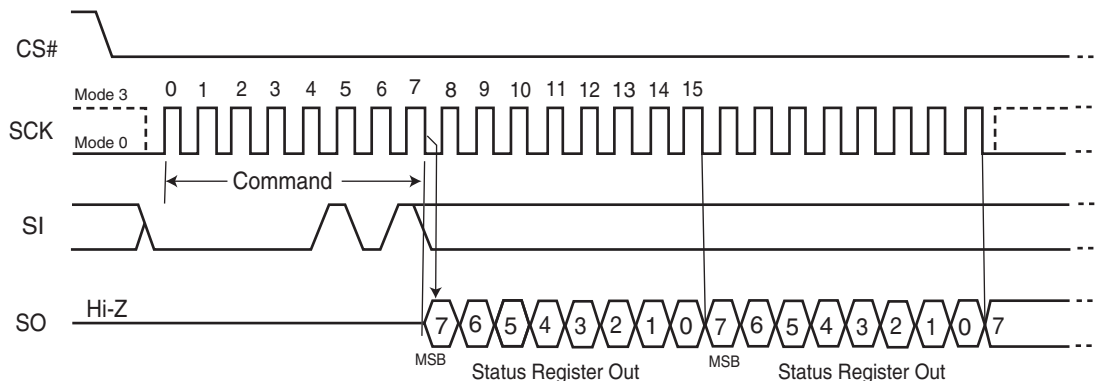 CS#
Mode 3
0 1 2 3 4 5 6 7 8 9 10 11 12 13 14 15
SCK
Mode 0
Command
SI
Hi-Z
SO
7 6 5 4 3 2 1 0 7 6 5 4 3 2 1 0 7
MSB Status Register Out MSB Status Register Out